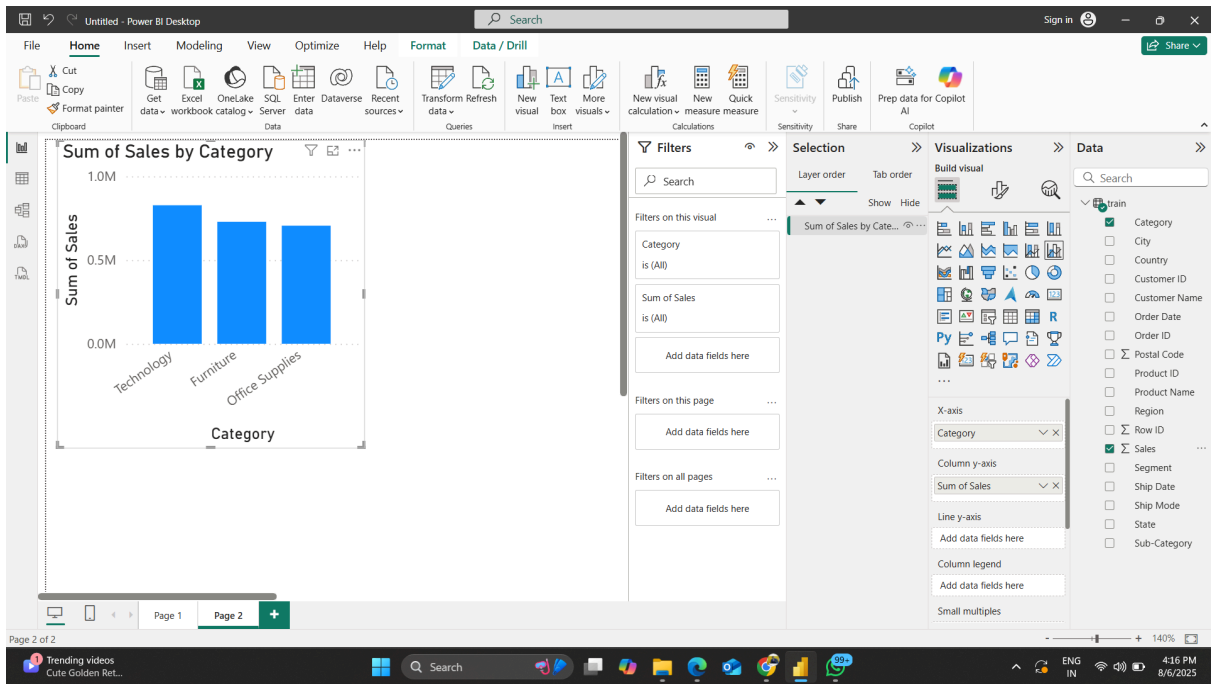 Untitled - Power BI Desktop
Search
Sign in
File Home Insert Modeling View Optimize Help Format Data / Drill
Share
Paste
Cut
Copy
Format painter
Clipboard
Get data
Excel workbook
OneLake catalog
SQL Server
Enter data
Dataverse
Recent sources
Data
Transform data
Refresh
Queries
New visual
Text box
More visuals
Insert
New visual calculation
New measure
Quick measure
Calculations
Sensitivity
Sensitivity
Publish
Share
Prep data for AI
Copilot
Copilot
DAX
TMDL
Sum of Sales by Category
1.0M
0.5M
0.0M
Sum of Sales
Technology
Furniture
Office Supplies
Category
Filters
Search
Filters on this visual
Category
is (All)
Sum of Sales
is (All)
Add data fields here
Filters on this page
Add data fields here
Filters on all pages
Add data fields here
Selection
Layer order Tab order
Show Hide
Sum of Sales by Cate...
Visualizations
Build visual
123
R
Py
X-axis
Category
Column y-axis
Sum of Sales
Line y-axis
Add data fields here
Column legend
Add data fields here
Small multiples
Data
Search
train
Category
City
Country
Customer ID
Customer Name
Order Date
Order ID
Postal Code
Product ID
Product Name
Region
Row ID
Sales
Segment
Ship Date
Ship Mode
State
Sub-Category
Page 1 Page 2
Page 2 of 2
140%
1
Trending videos
Cute Golden Ret...
Search
99+
ENG
IN
4:16 PM
8/6/2025